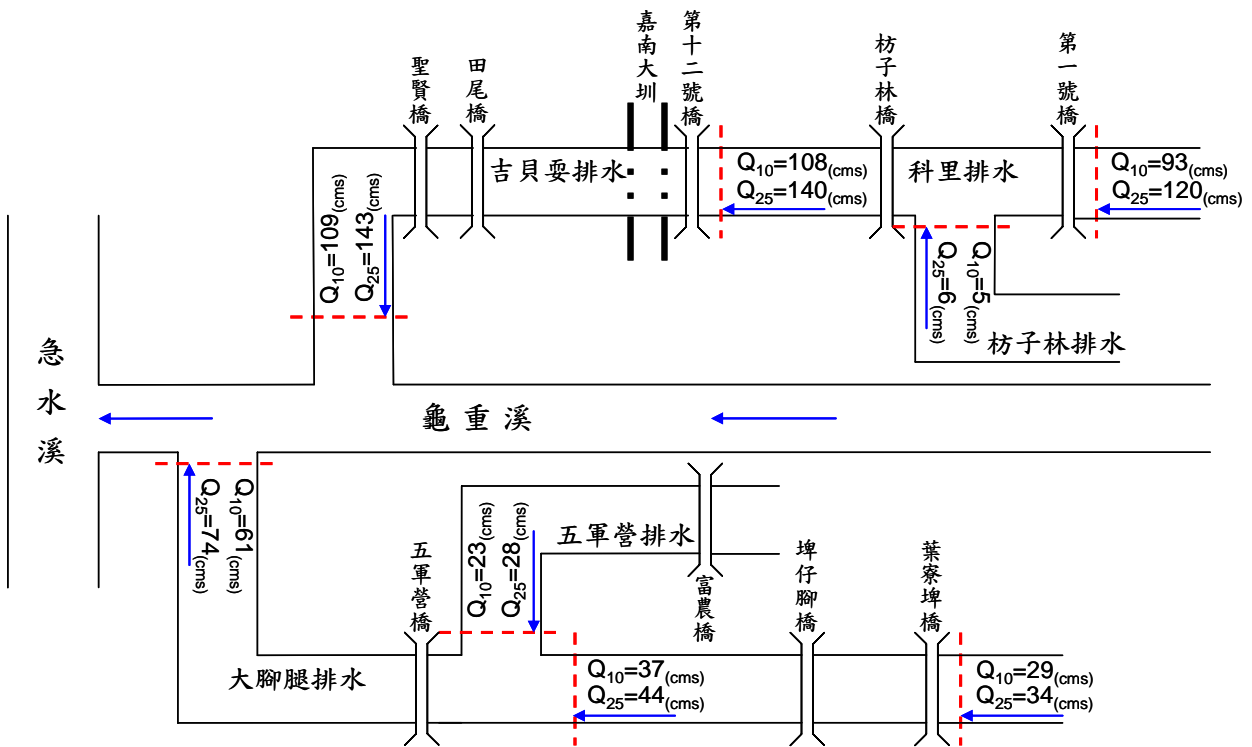 聖賢橋
田尾橋
嘉南大圳
第十二號橋
枋子林橋
第一號橋
吉貝耍排水
科里排水
Q10=108(cms)
Q25=140(cms)
Q10=93(cms)
Q25=120(cms)
Q10=109(cms)
Q25=143(cms)
Q10=5(cms)
Q25=6(cms)
枋子林排水
急水溪
龜重溪
Q10=61(cms)
Q25=74(cms)
五軍營橋
Q10=23(cms)
Q25=28(cms)
五軍營排水
富農橋
埤仔腳橋
葉寮埤橋
大腳腿排水
Q10=37(cms)
Q25=44(cms)
Q10=29(cms)
Q25=34(cms)